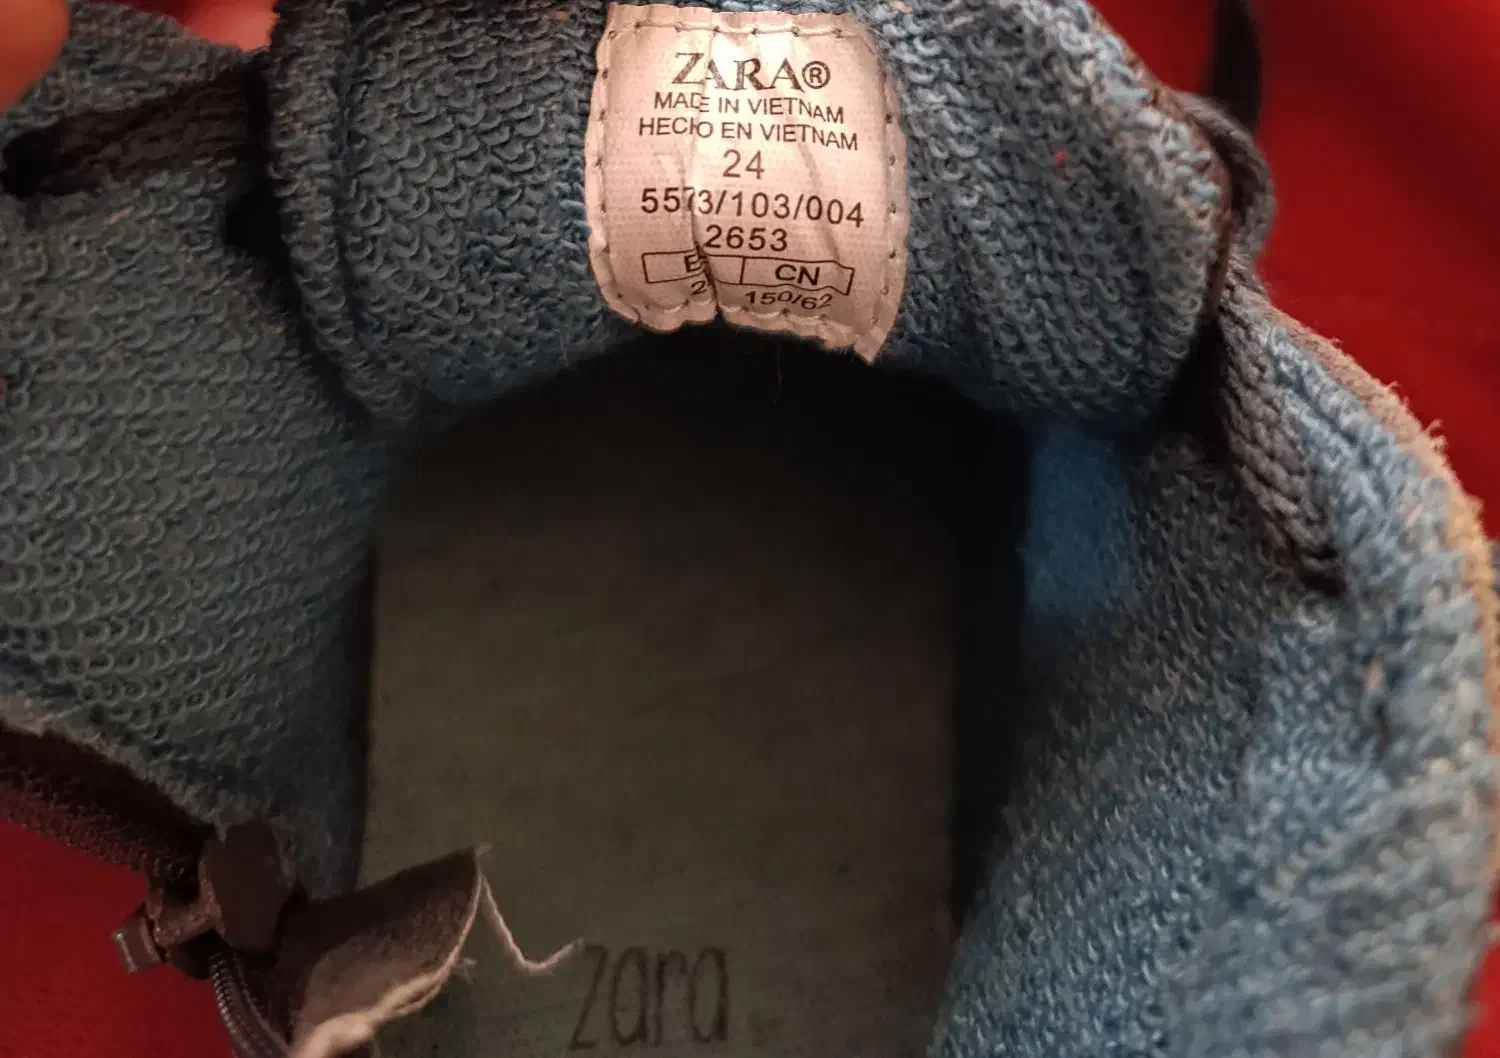 ZARA®
MADE IN VIETNAM
HECHO EN VIETNAM
24
5573/103/004
2653
CN
150/62
zara